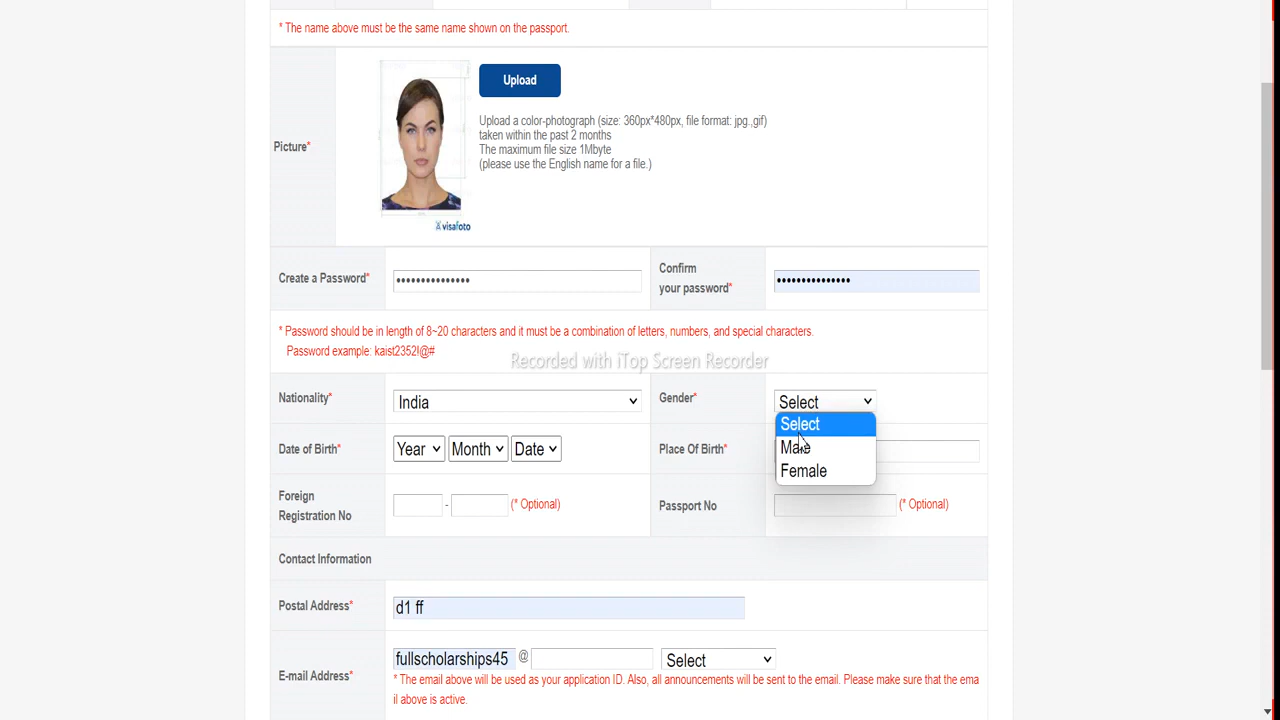 * The name above must be the same name shown on the passport.
Picture*
Upload
Upload a color-photograph (size: 360px*480px, file format: jpg.,gif)
taken within the past 2 months
The maximum file size 1Mbyte
(please use the English name for a file.)
visafoto
Create a Password*
••••••••••••••
Confirm
your password*
••••••••••••••
* Password should be in length of 8~20 characters and it must be a combination of letters, numbers, and special characters.
Password example: kaist2352!@#
Recorded with iTop Screen Recorder
Nationality*
India
Gender*
Select
Select
Male
Female
Date of Birth*
Year
Month
Date
Place Of Birth*
Foreign
Registration No
- (* Optional)
Passport No
(* Optional)
Contact Information
Postal Address*
d1 ff
E-mail Address*
fullscholarships45 @
Select
* The email above will be used as your application ID. Also, all announcements will be sent to the email. Please make sure that the ema
il above is active.